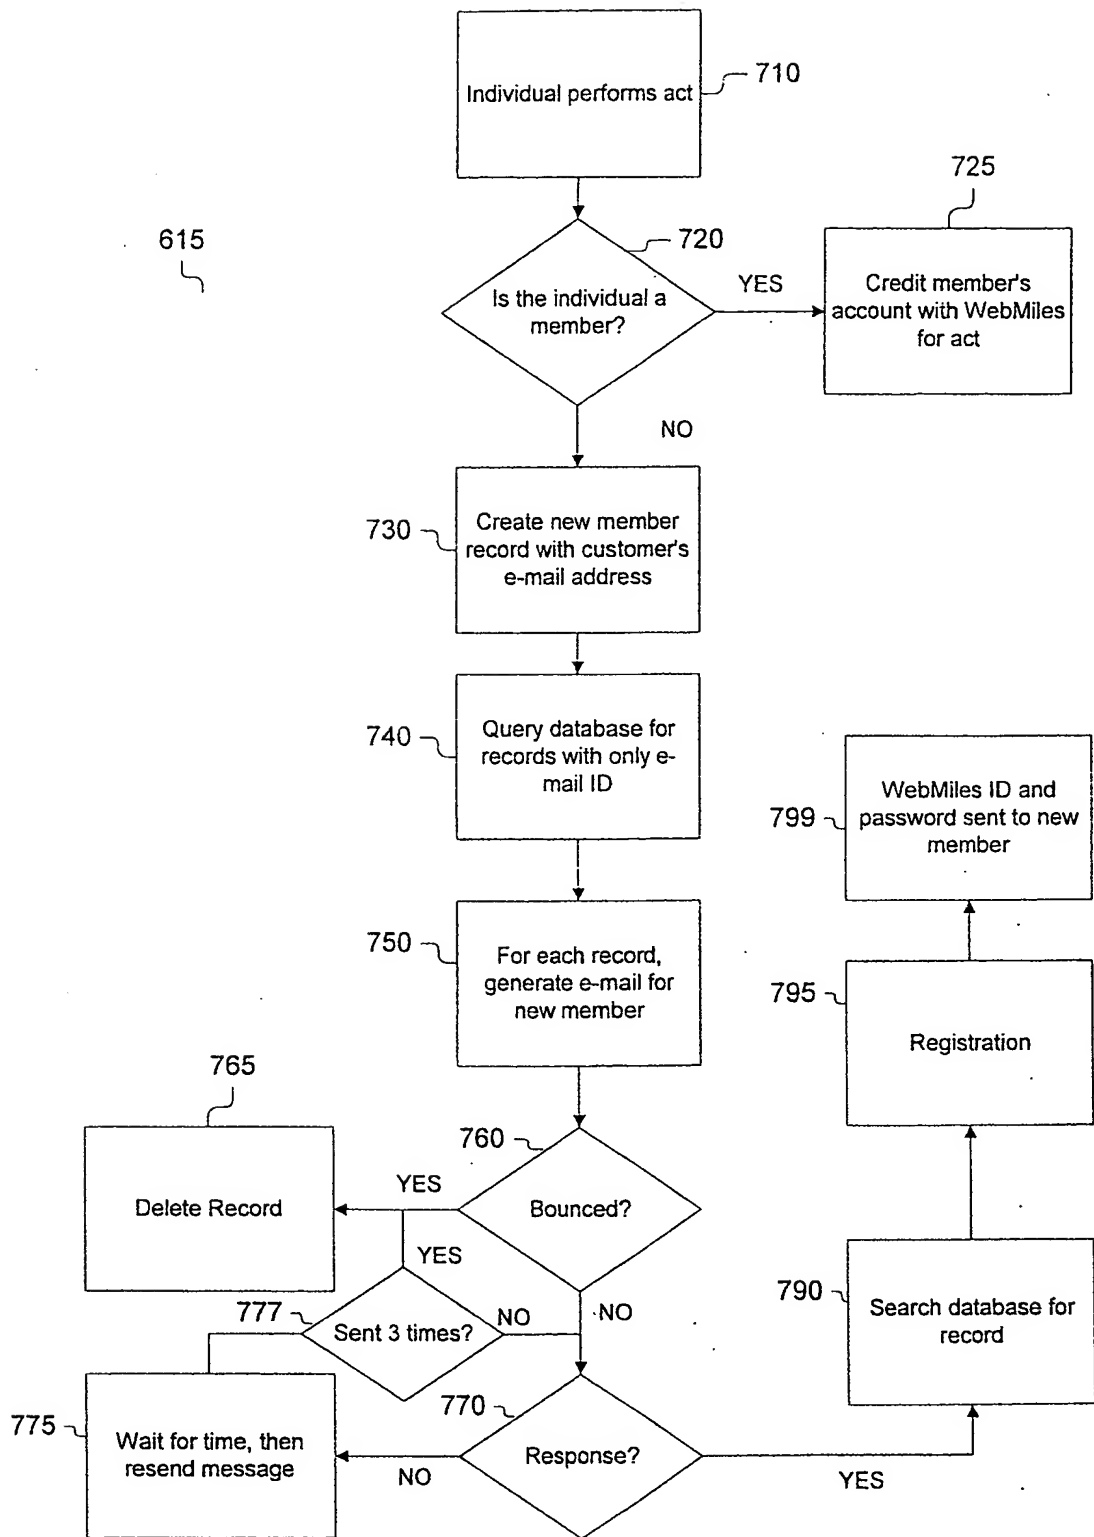 Individual performs act
710
725
615
720
Is the individual a
member?
YES
Credit member's
account with WebMiles
for act
NO
730
Create new member
record with customer's
e-mail address
740
Query database for
records with only e-
mail ID
799
WebMiles ID and
password sent to new
member
750
For each record,
generate e-mail for
new member
795
Registration
765
Delete Record
760
YES
Bounced?
YES
777
Sent 3 times?
NO
NO
790
Search database for
record
775
Wait for time, then
resend message
770
NO
Response?
YES